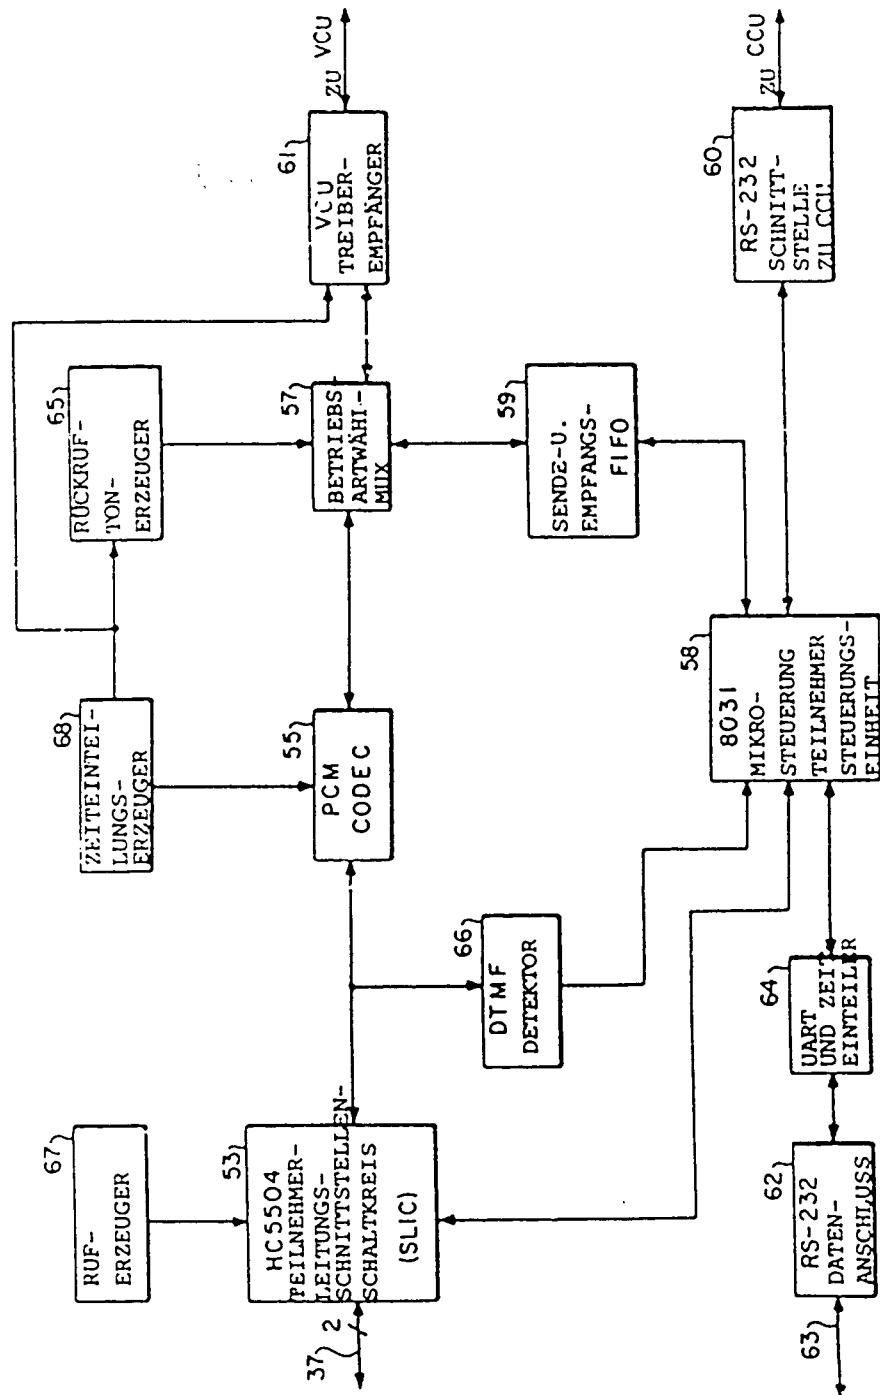 67
RUF-
ERZEUGER
68
ZEITEINTEI-
LUNGS-
ERZEUGER
65
RÜCKRUF-
TON-
ERZEUGER
61
VCU
TREIBER-
EMPFÄNGER
ZU VCU
37
2
53
HC5504
TEILNEHMER-
LEITUNGS-
SCHNITTSTELLEN-
SCHALTKREIS
(SLIC)
55
PCM
CODEC
57
BETRIEBS
ARTWÄHL-
MUX
66
DTMF
DETEKTOR
59
SENDE-U.
EMPFANGS-
FIFO
63
62
RS-232
DATEN-
ANSCHLUSS
64
UART
UND ZEIT
EINTEILER
58
8031
MIKRO-
STEUERUNG
TEILNEHMER
STEUERUNGS-
EINHEIT
60
RS-232
SCHNITT-
STELLE
ZU CCU
ZU CCU